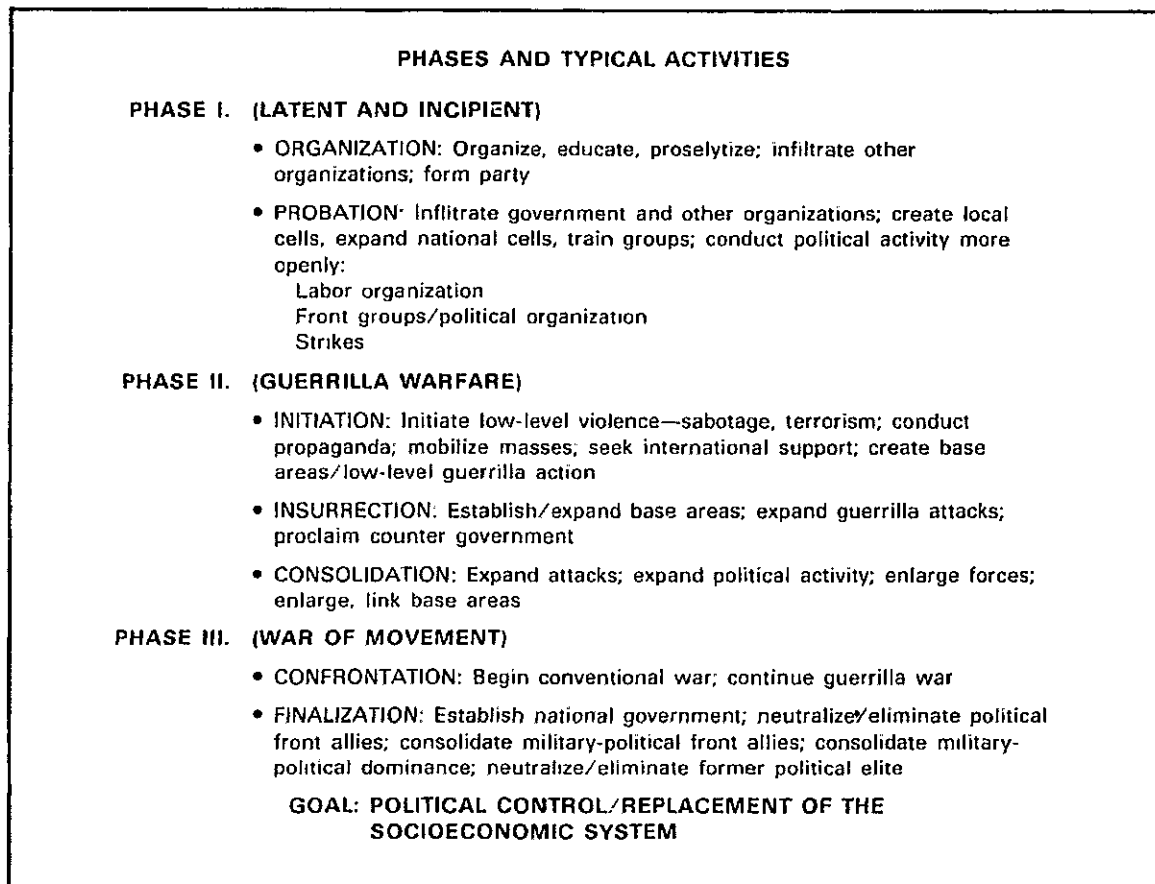 PHASES AND TYPICAL ACTIVITIES
PHASE I. (LATENT AND INCIPIENT)
• ORGANIZATION: Organize, educate, proselytize; infiltrate other
organizations; form party
• PROBATION: Inflitrate government and other organizations; create local
cells, expand national cells, train groups; conduct political activity more
openly:
Labor organization
Front groups/political organization
Strikes
PHASE II. (GUERRILLA WARFARE)
• INITIATION: Initiate low-level violence—sabotage, terrorism; conduct
propaganda; mobilize masses; seek international support; create base
areas/low-level guerrilla action
• INSURRECTION: Establish/expand base areas; expand guerrilla attacks;
proclaim counter government
• CONSOLIDATION: Expand attacks; expand political activity; enlarge forces;
enlarge, link base areas
PHASE III. (WAR OF MOVEMENT)
• CONFRONTATION: Begin conventional war; continue guerrilla war
• FINALIZATION: Establish national government; neutralize/eliminate political
front allies; consolidate military-political front allies; consolidate military-
political dominance; neutralize/eliminate former political elite
GOAL: POLITICAL CONTROL/REPLACEMENT OF THE
SOCIOECONOMIC SYSTEM